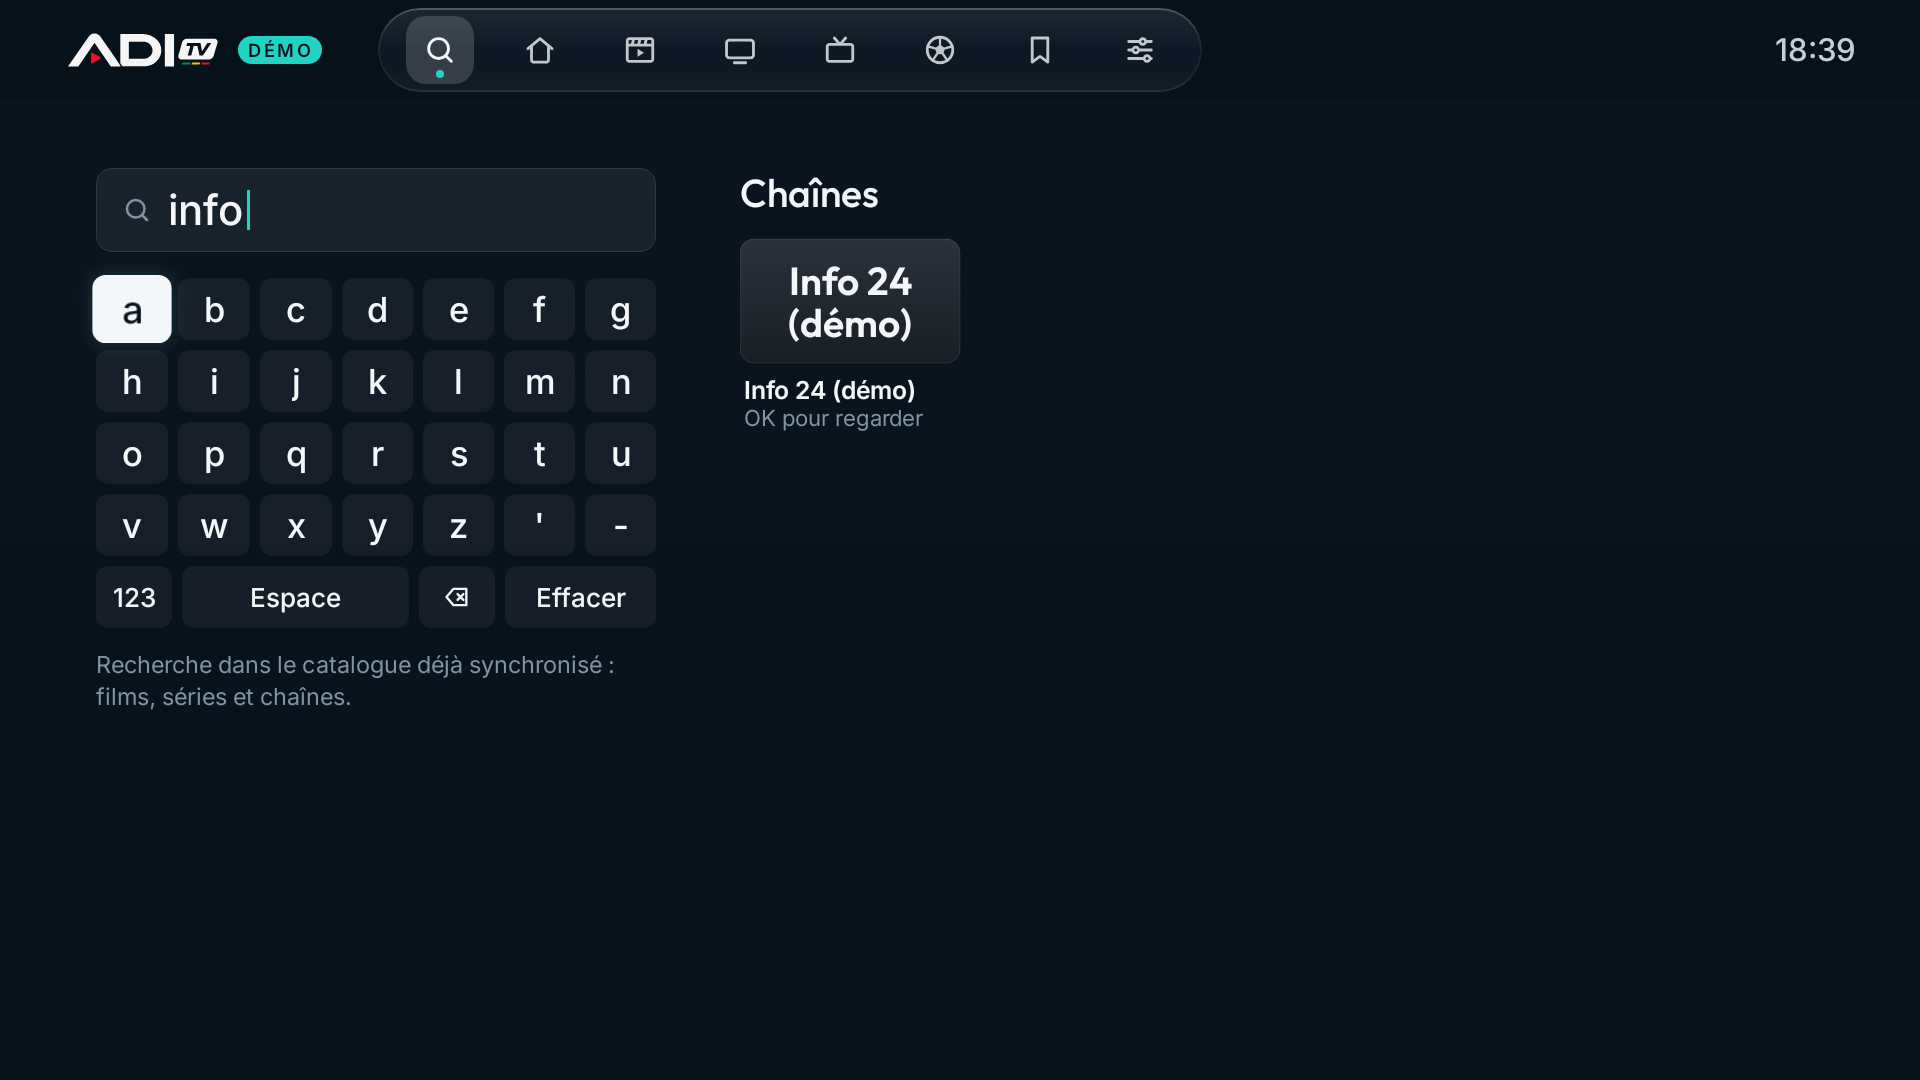 ADI TV DÉMO 18:39
info
a b c d e f g
h i j k l m n
o p q r s t u
v w x y z ' -
123 Espace Effacer
Recherche dans le catalogue déjà synchronisé :
films, séries et chaînes.
Chaînes
Info 24
(démo)
Info 24 (démo)
OK pour regarder